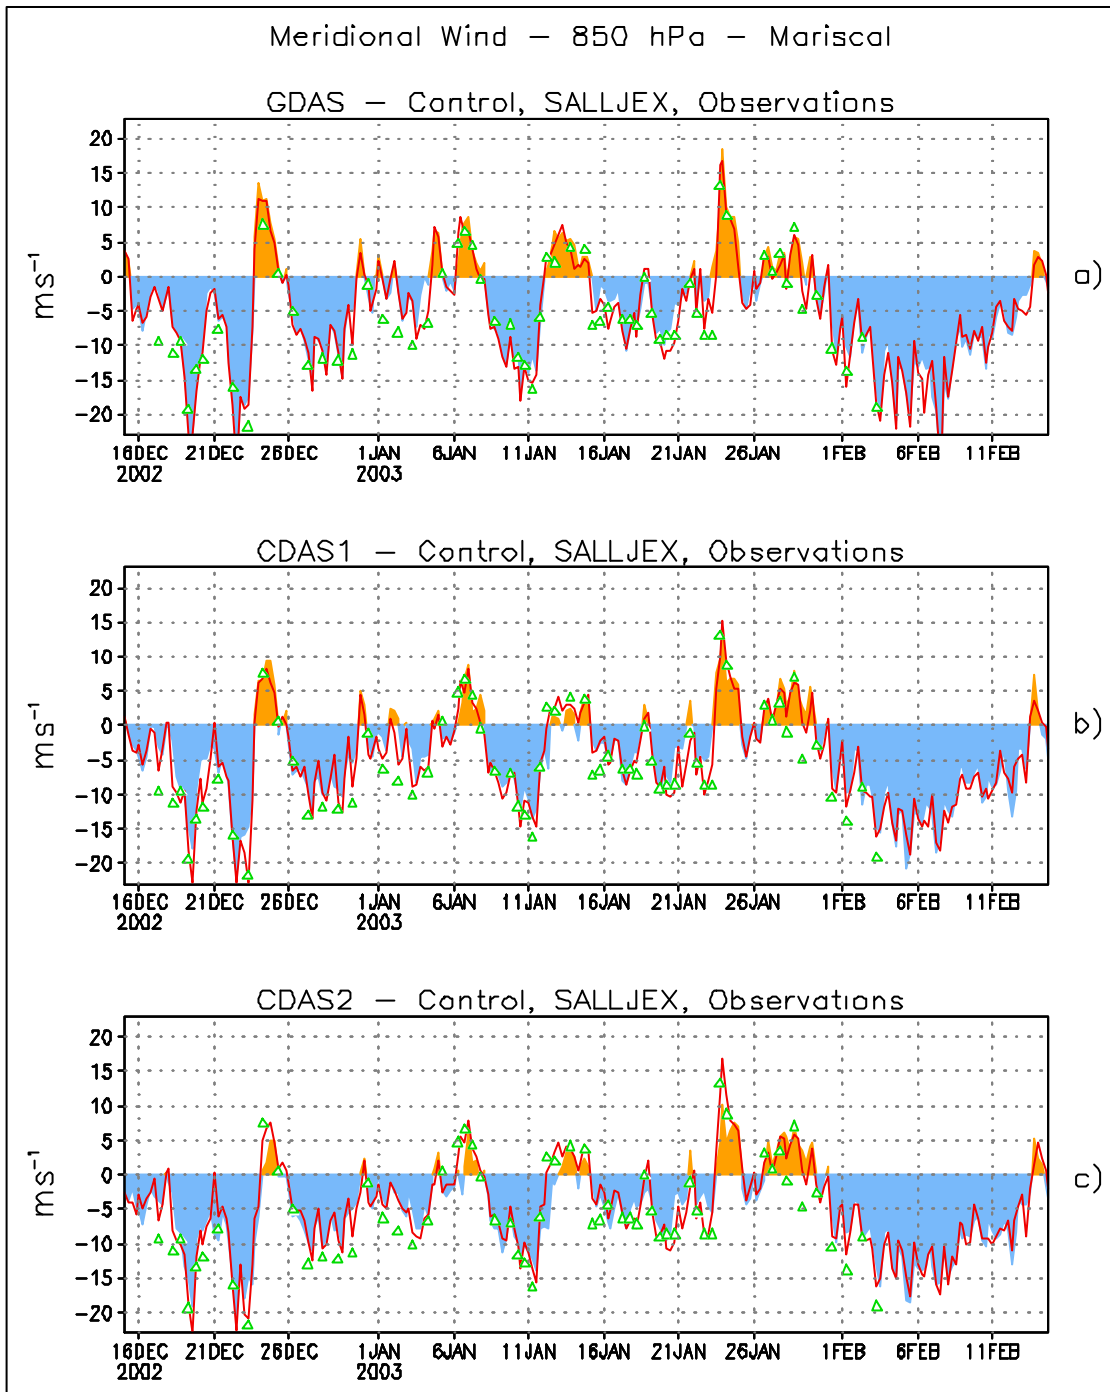 Meridional Wind – 850 hPa – Mariscal
GDAS – Control, SALLJEX, Observations
20
15
10
5
0
−5
−10
−15
−20
ms⁻¹
a)
16DEC 21DEC 26DEC 1JAN 6JAN 11JAN 16JAN 21JAN 26JAN 1FEB 6FEB 11FEB
2002 2003
CDAS1 – Control, SALLJEX, Observations
20
15
10
5
0
−5
−10
−15
−20
ms⁻¹
b)
16DEC 21DEC 26DEC 1JAN 6JAN 11JAN 16JAN 21JAN 26JAN 1FEB 6FEB 11FEB
2002 2003
CDAS2 – Control, SALLJEX, Observations
20
15
10
5
0
−5
−10
−15
−20
ms⁻¹
c)
16DEC 21DEC 26DEC 1JAN 6JAN 11JAN 16JAN 21JAN 26JAN 1FEB 6FEB 11FEB
2002 2003